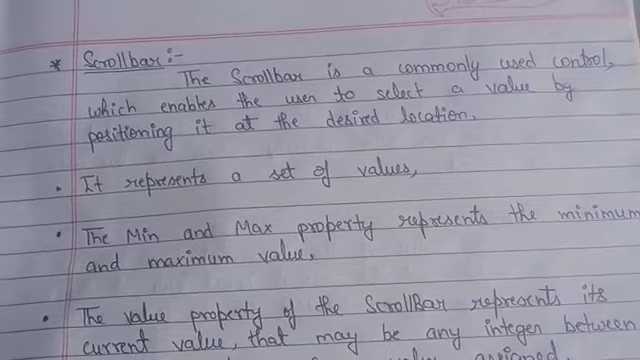 * Scrollbar :-
The Scrollbar is a commonly used control,
which enables the user to select a value by
positioning it at the desired location.
• It represents a set of values,
• The Min and Max property represents the minimum
and maximum value,
• The value property of the ScrollBar represents its
current value, that may be any integer between
value assigned